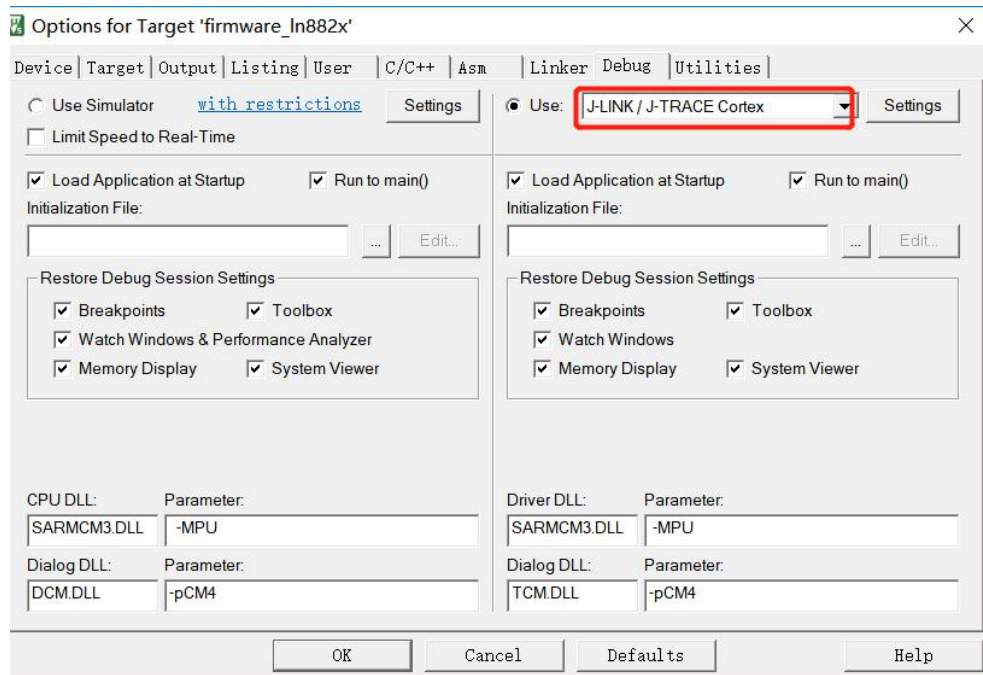 Options for Target 'firmware_ln882x'
Device Target Output Listing User C/C++ Asm Linker Debug Utilities
Use Simulator with restrictions Settings
Limit Speed to Real-Time
Use: J-LINK / J-TRACE Cortex Settings
Load Application at Startup Run to main()
Initialization File:
... Edit...
Restore Debug Session Settings
Breakpoints Toolbox
Watch Windows & Performance Analyzer
Memory Display System Viewer
Load Application at Startup Run to main()
Initialization File:
... Edit...
Restore Debug Session Settings
Breakpoints Toolbox
Watch Windows
Memory Display System Viewer
CPU DLL: Parameter:
SARMCM3.DLL -MPU
Dialog DLL: Parameter:
DCM.DLL -pCM4
Driver DLL: Parameter:
SARMCM3.DLL -MPU
Dialog DLL: Parameter:
TCM.DLL -pCM4
OK Cancel Defaults Help